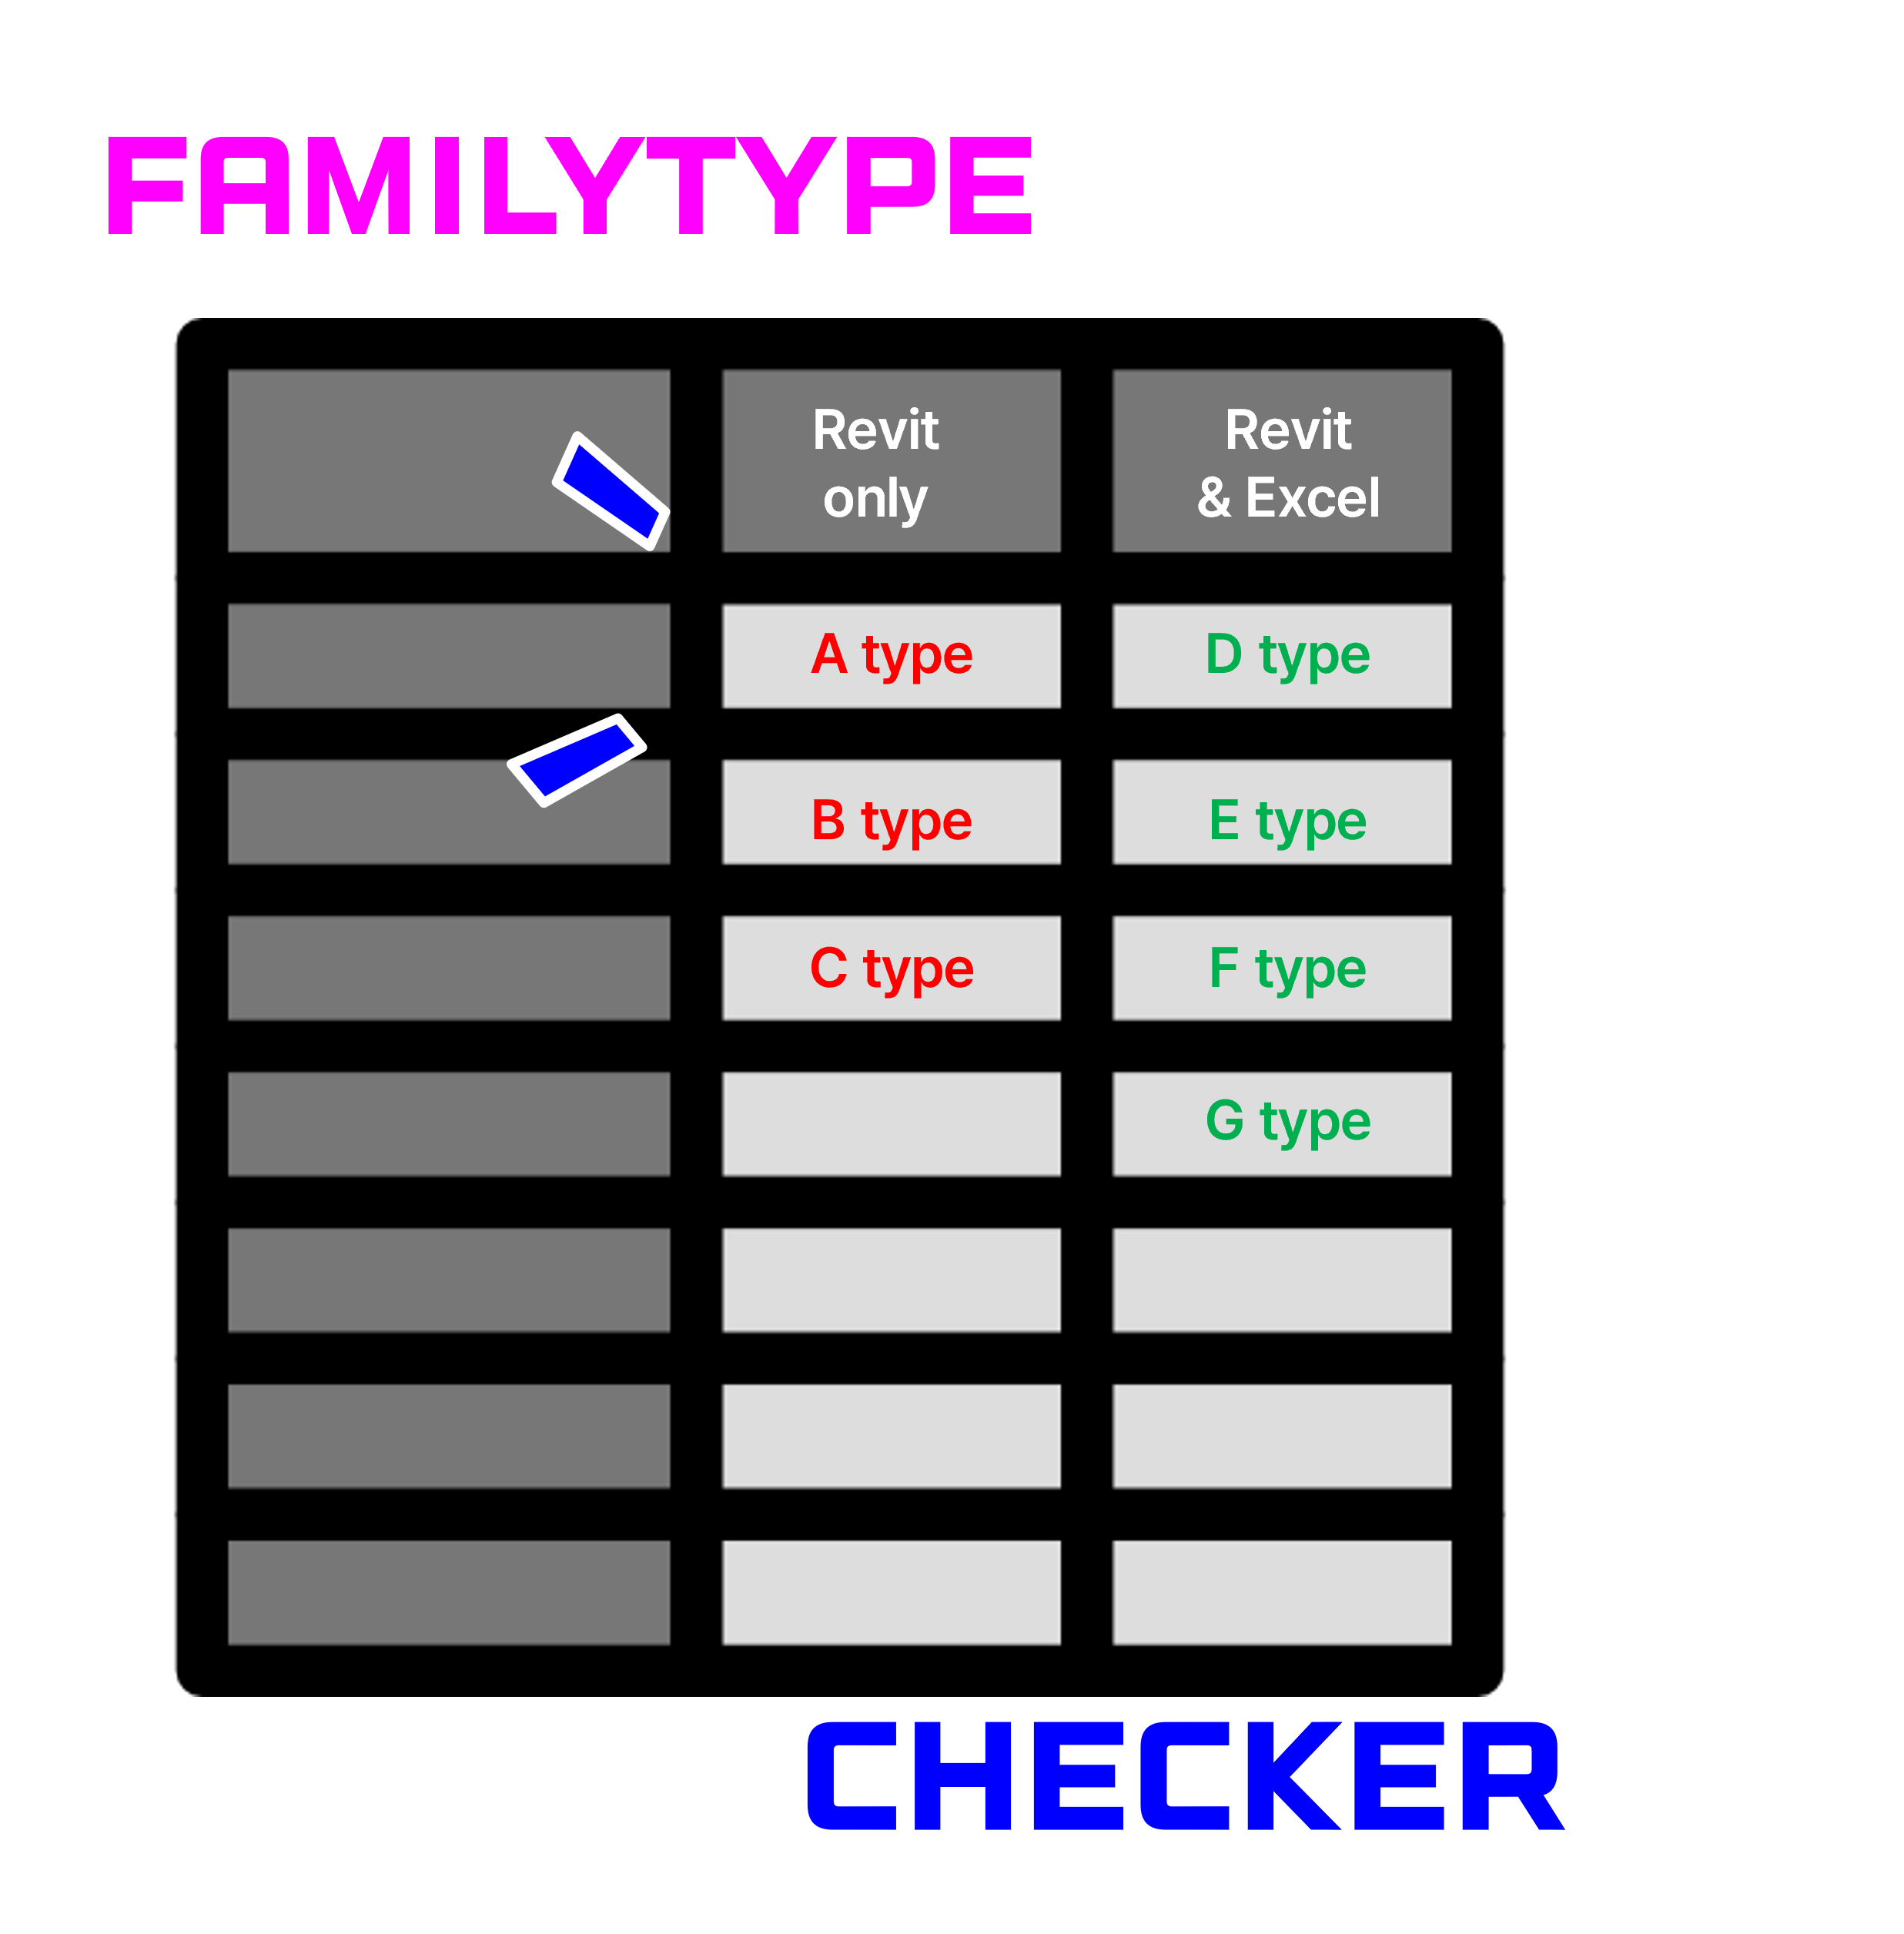 FAMILYTYPE
Revit
only
Revit
& Excel
A type
D type
B type
E type
C type
F type
G type
CHECKER